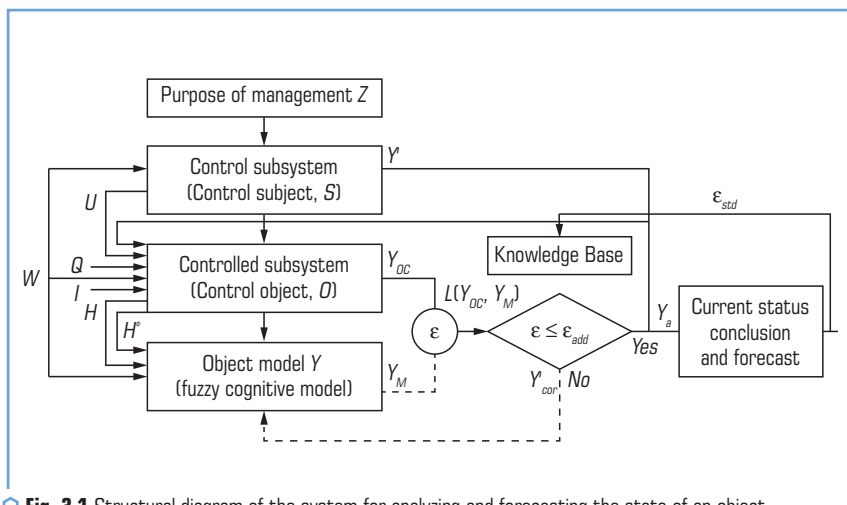 Purpose of management Z
Control subsystem
(Control subject, S)
Y'
U
ε_std
Knowledge Base
Controlled subsystem
(Control object, O)
Y_OC
Q
W
I
H
H°
L(Y_OC, Y_M)
ε
ε ≤ ε_add
Y_a
Yes
Current status
conclusion
and forecast
Object model Y
(fuzzy cognitive model)
Y_M
Y'_cor
No
Fig. 3.1 Structural diagram of the system for analyzing and forecasting the state of an object